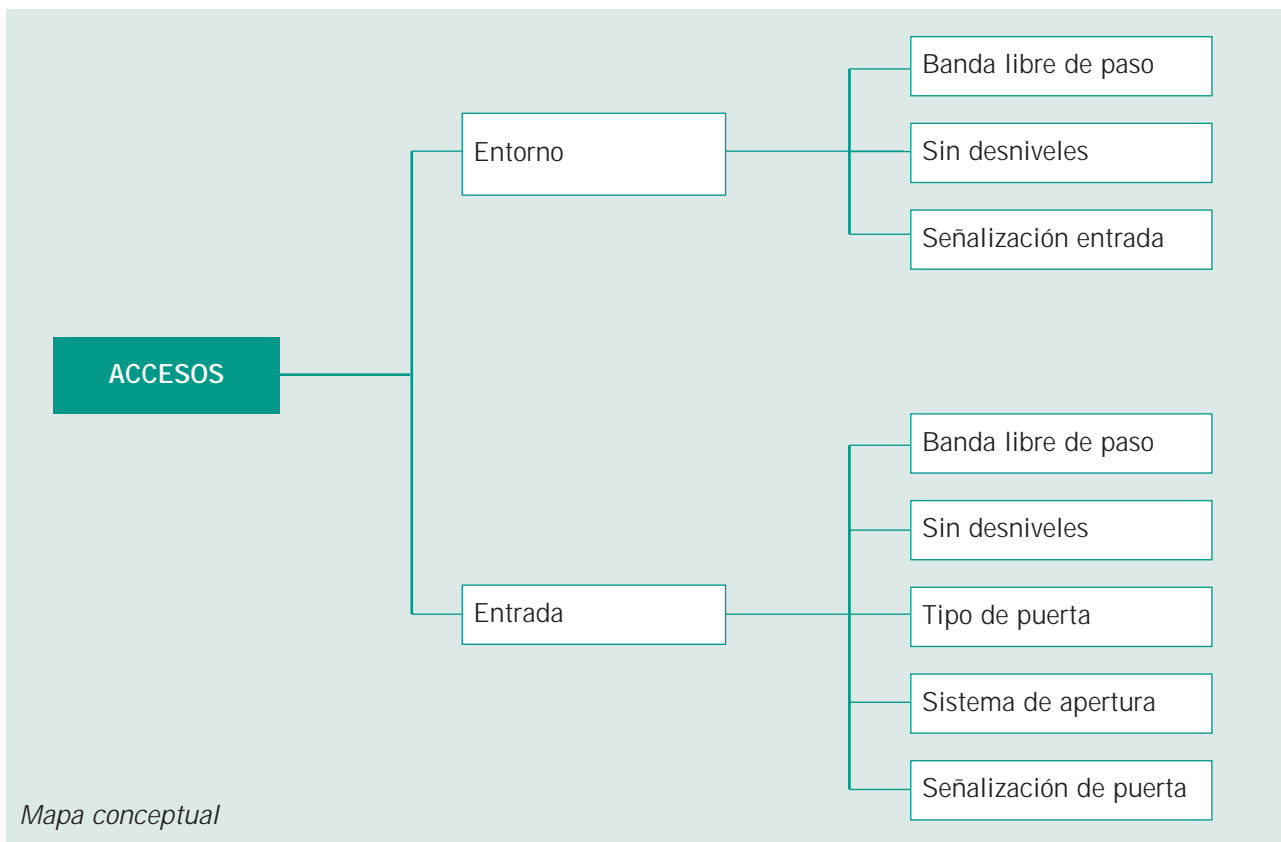 Banda libre de paso
Entorno
Sin desniveles
Señalización entrada
ACCESOS
Banda libre de paso
Sin desniveles
Entrada
Tipo de puerta
Sistema de apertura
Señalización de puerta
Mapa conceptual